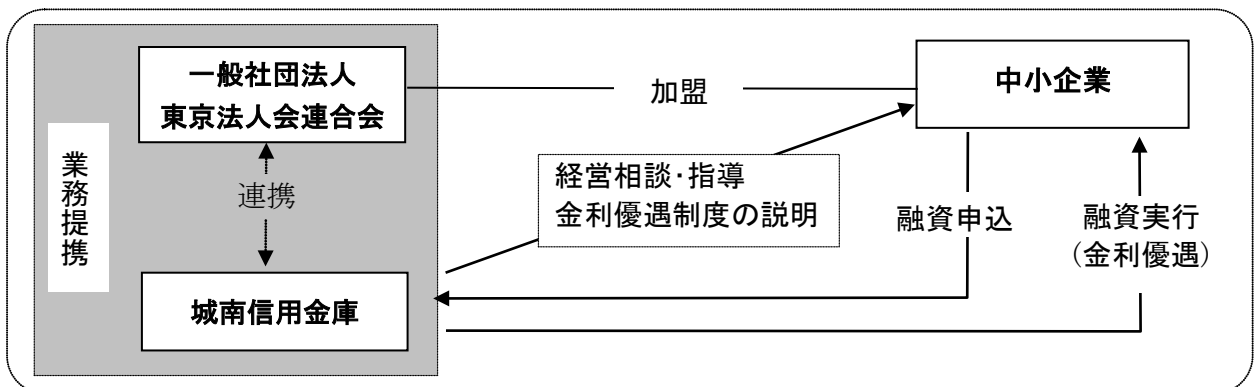 一般社団法人
東京法人会連合会
加盟
中小企業
業務提携
連携
経営相談・指導
金利優遇制度の説明
融資申込
融資実行
(金利優遇)
城南信用金庫